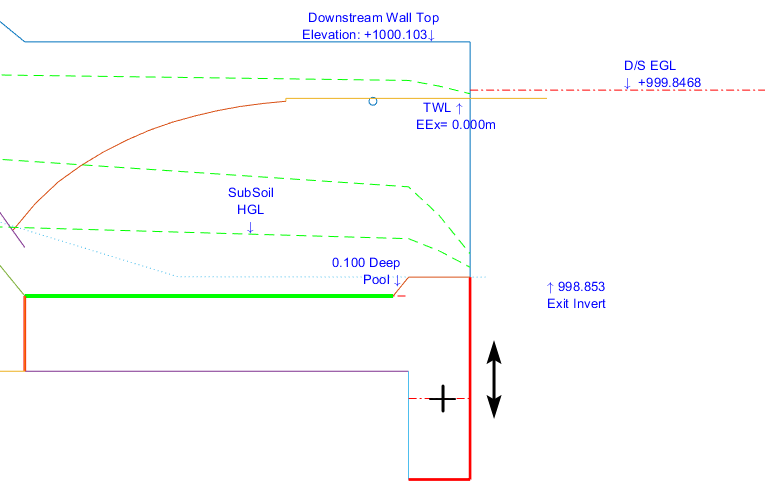 Downstream Wall Top
Elevation: +1000.103↓
D/S EGL
↓ +999.8468
TWL ↑
EEx= 0.000m
SubSoil
HGL
↓
0.100 Deep
Pool ↓
↑ 998.853
Exit Invert